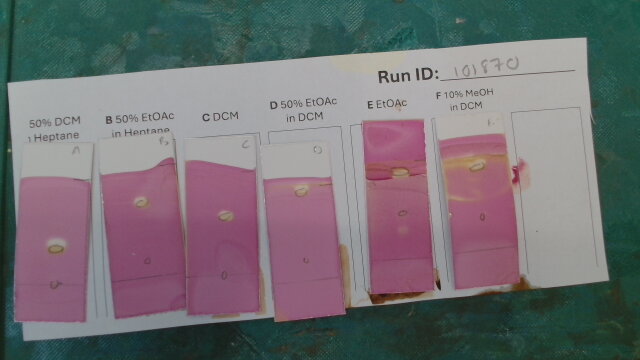 Run ID: 101870
50% DCM
in Heptane
B 50% EtOAc
in Heptane
C DCM
D 50% EtOAc
in DCM
E EtOAc
F 10% MeOH
in DCM
A
B
C
D
F